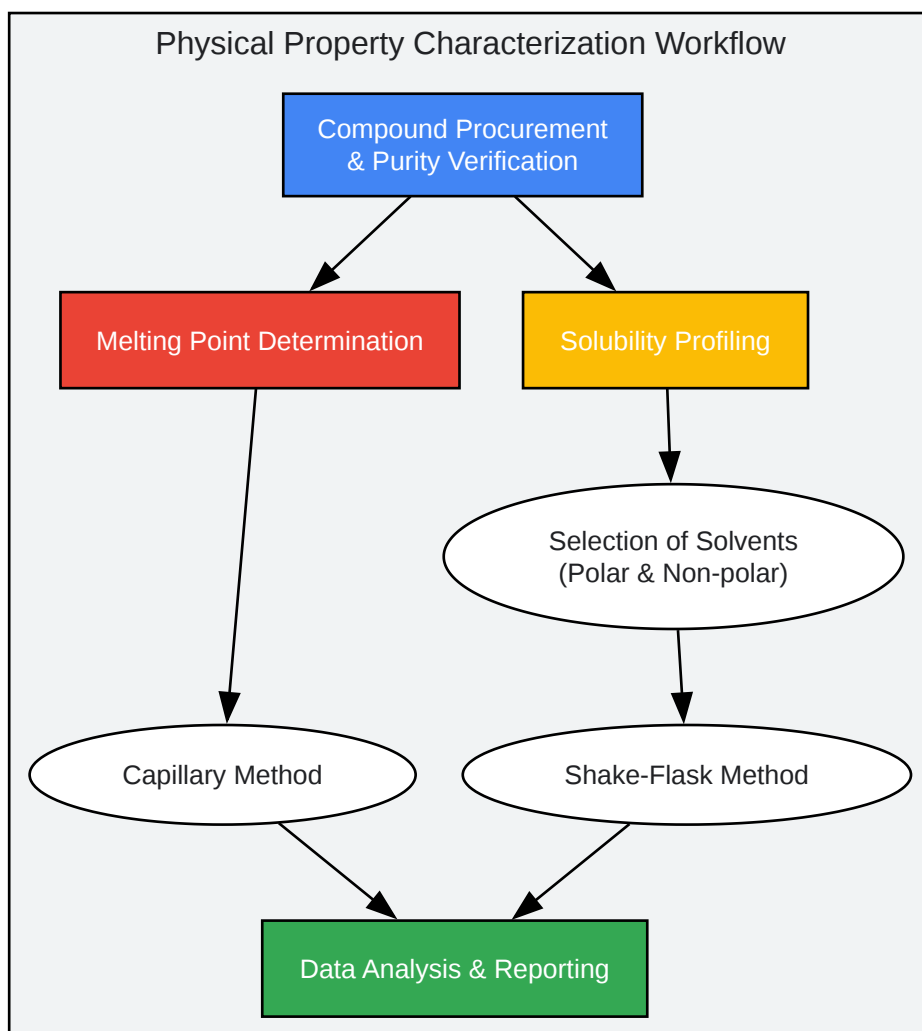 Physical Property Characterization Workflow
Compound Procurement
& Purity Verification
Melting Point Determination
Solubility Profiling
Selection of Solvents
(Polar & Non-polar)
Capillary Method
Shake-Flask Method
Data Analysis & Reporting